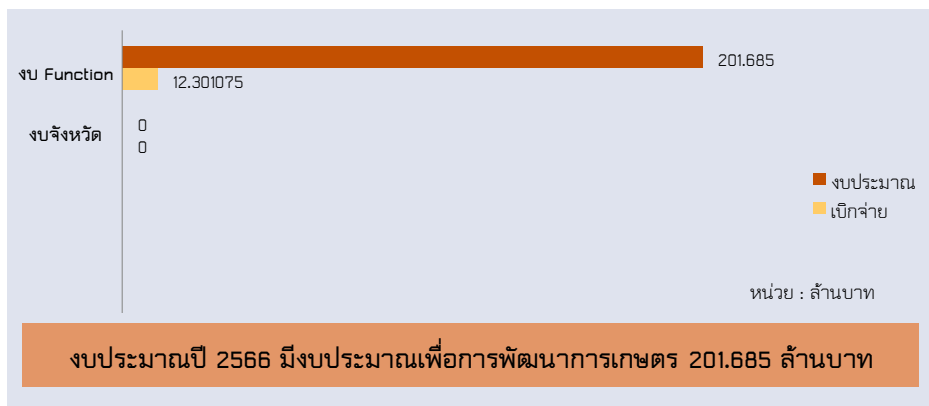 งบ Function
201.685
12.301075
งบจังหวัด
0
0
งบประมาณ
เบิกจ่าย
หน่วย : ล้านบาท
งบประมาณปี 2566 มีงบประมาณเพื่อการพัฒนาการเกษตร 201.685 ล้านบาท